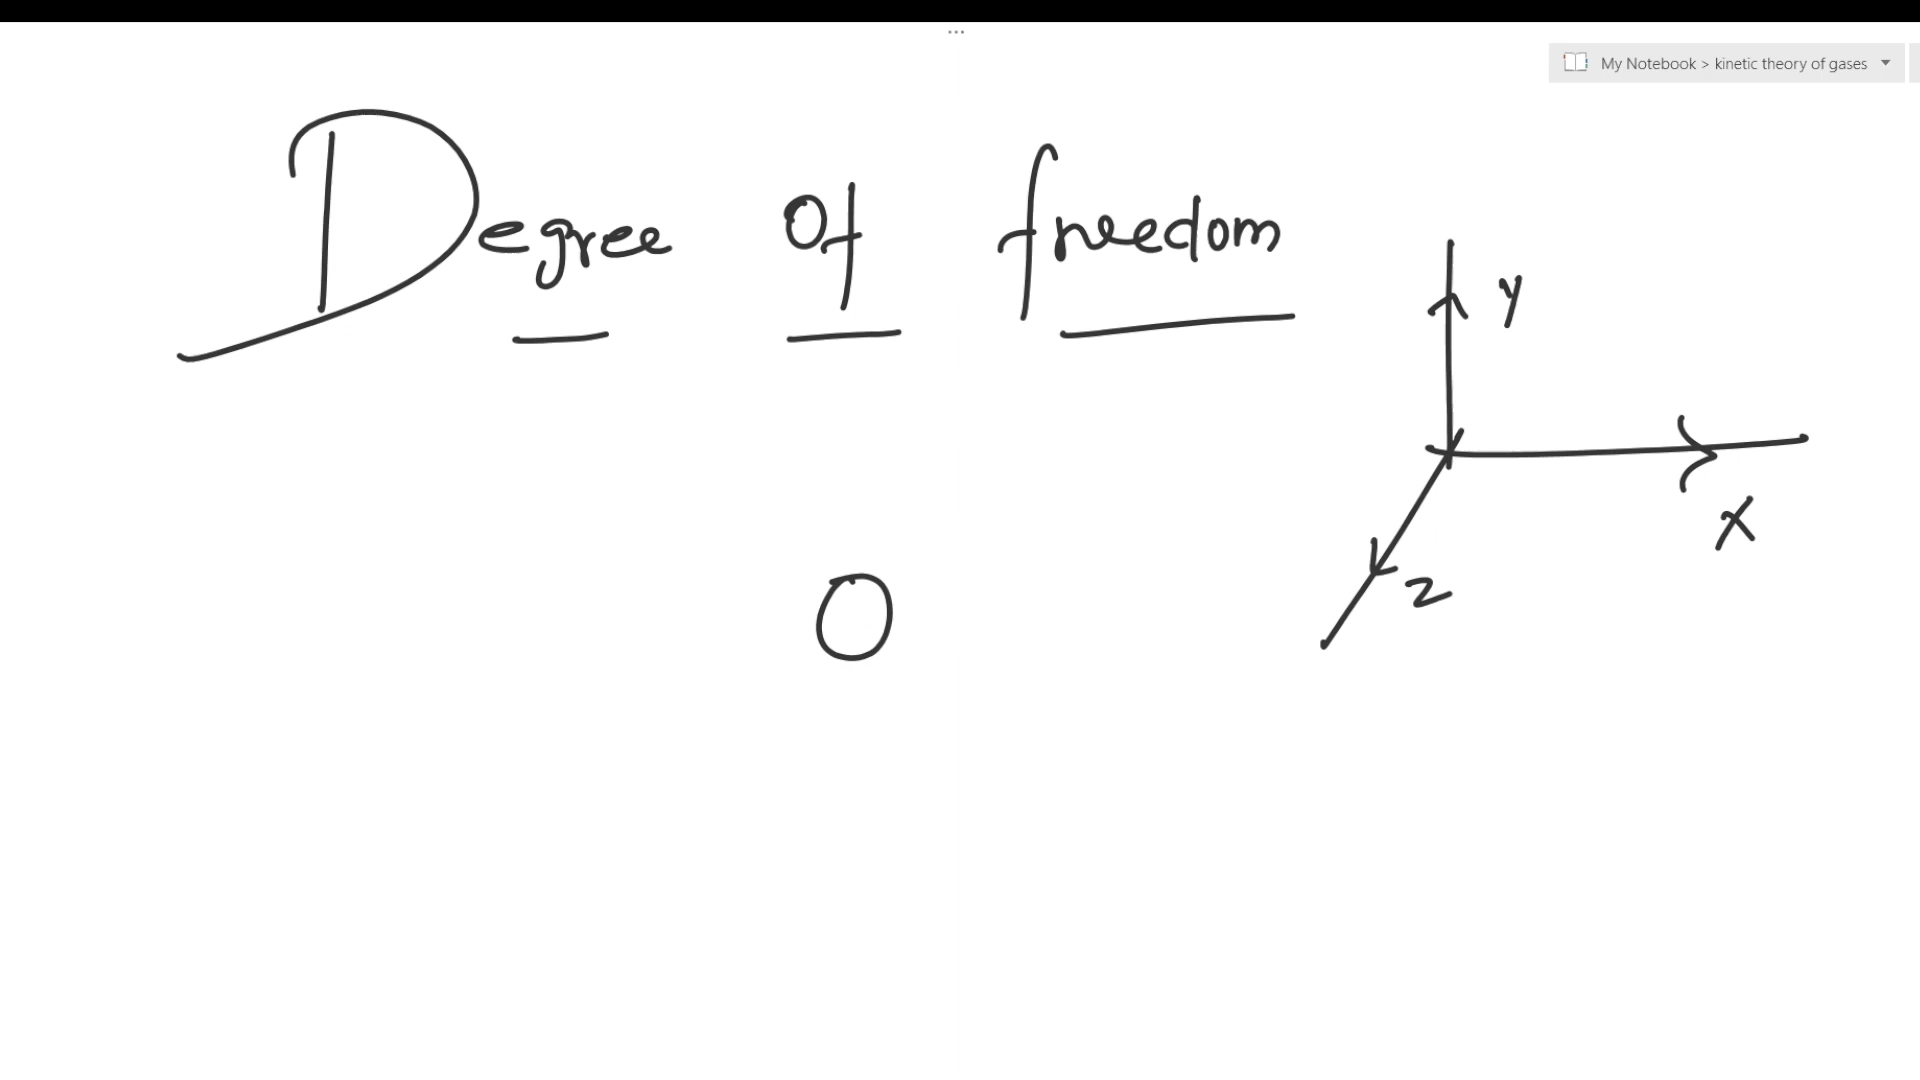 ...
My Notebook > kinetic theory of gases
Degree Of freedom
y
x
z